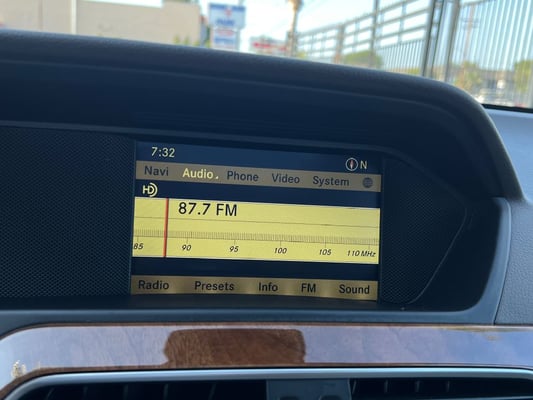 7:32 N
Navi Audio Phone Video System
HD
87.7 FM
85 90 95 100 105 110 MHz
Radio Presets Info FM Sound